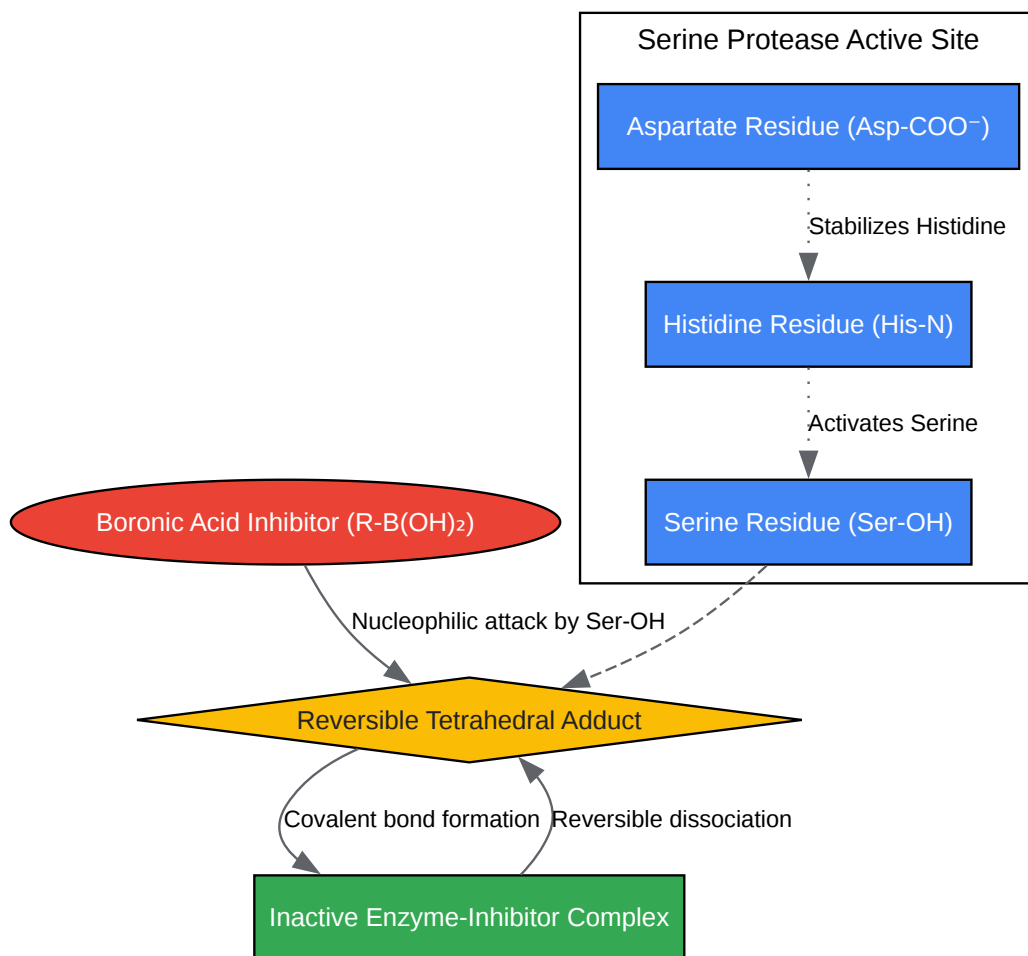 Serine Protease Active Site
Aspartate Residue (Asp-COO⁻)
Stabilizes Histidine
Histidine Residue (His-N)
Activates Serine
Boronic Acid Inhibitor (R-B(OH)₂)
Serine Residue (Ser-OH)
Nucleophilic attack by Ser-OH
Reversible Tetrahedral Adduct
Covalent bond formation
Reversible dissociation
Inactive Enzyme-Inhibitor Complex